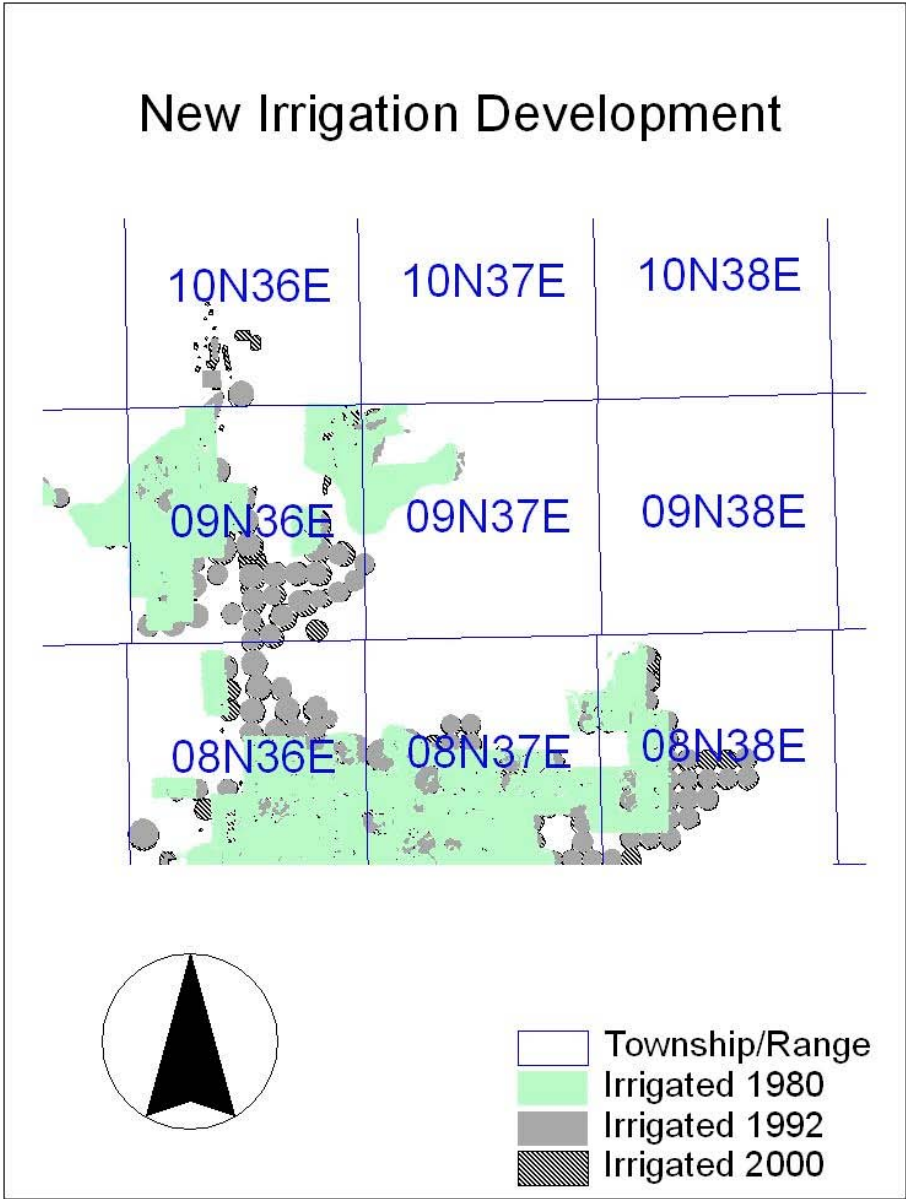 New Irrigation Development
10N36E 10N37E 10N38E
09N36E 09N37E 09N38E
08N36E 08N37E 08N38E
Township/Range
Irrigated 1980
Irrigated 1992
Irrigated 2000